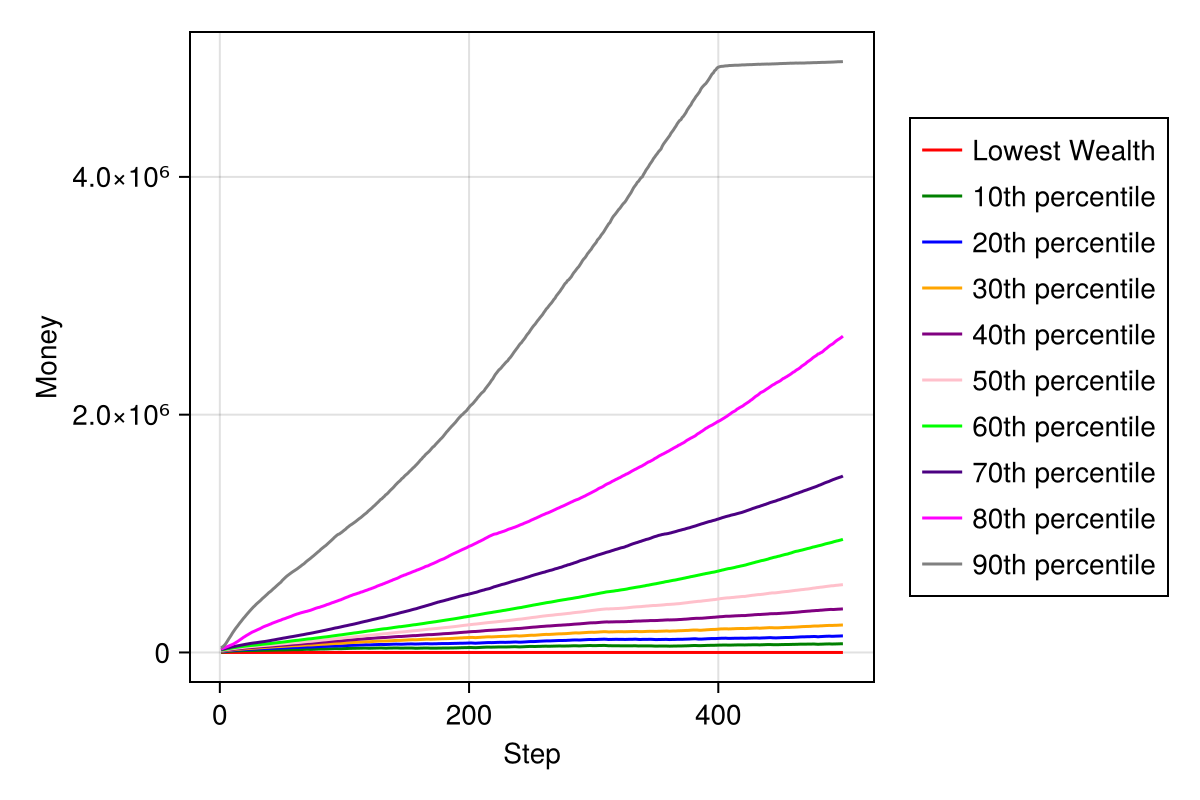 4.0×10⁶
2.0×10⁶
0
Money
0
200
400
Step
Lowest Wealth
10th percentile
20th percentile
30th percentile
40th percentile
50th percentile
60th percentile
70th percentile
80th percentile
90th percentile